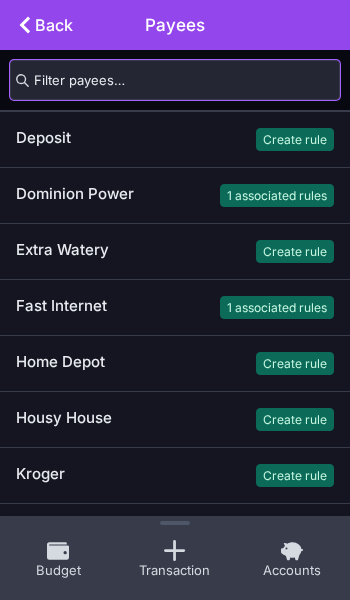 Back
Payees
Filter payees...
Deposit
Create rule
Dominion Power
1 associated rules
Extra Watery
Create rule
Fast Internet
1 associated rules
Home Depot
Create rule
Housy House
Create rule
Kroger
Create rule
Budget
Transaction
Accounts